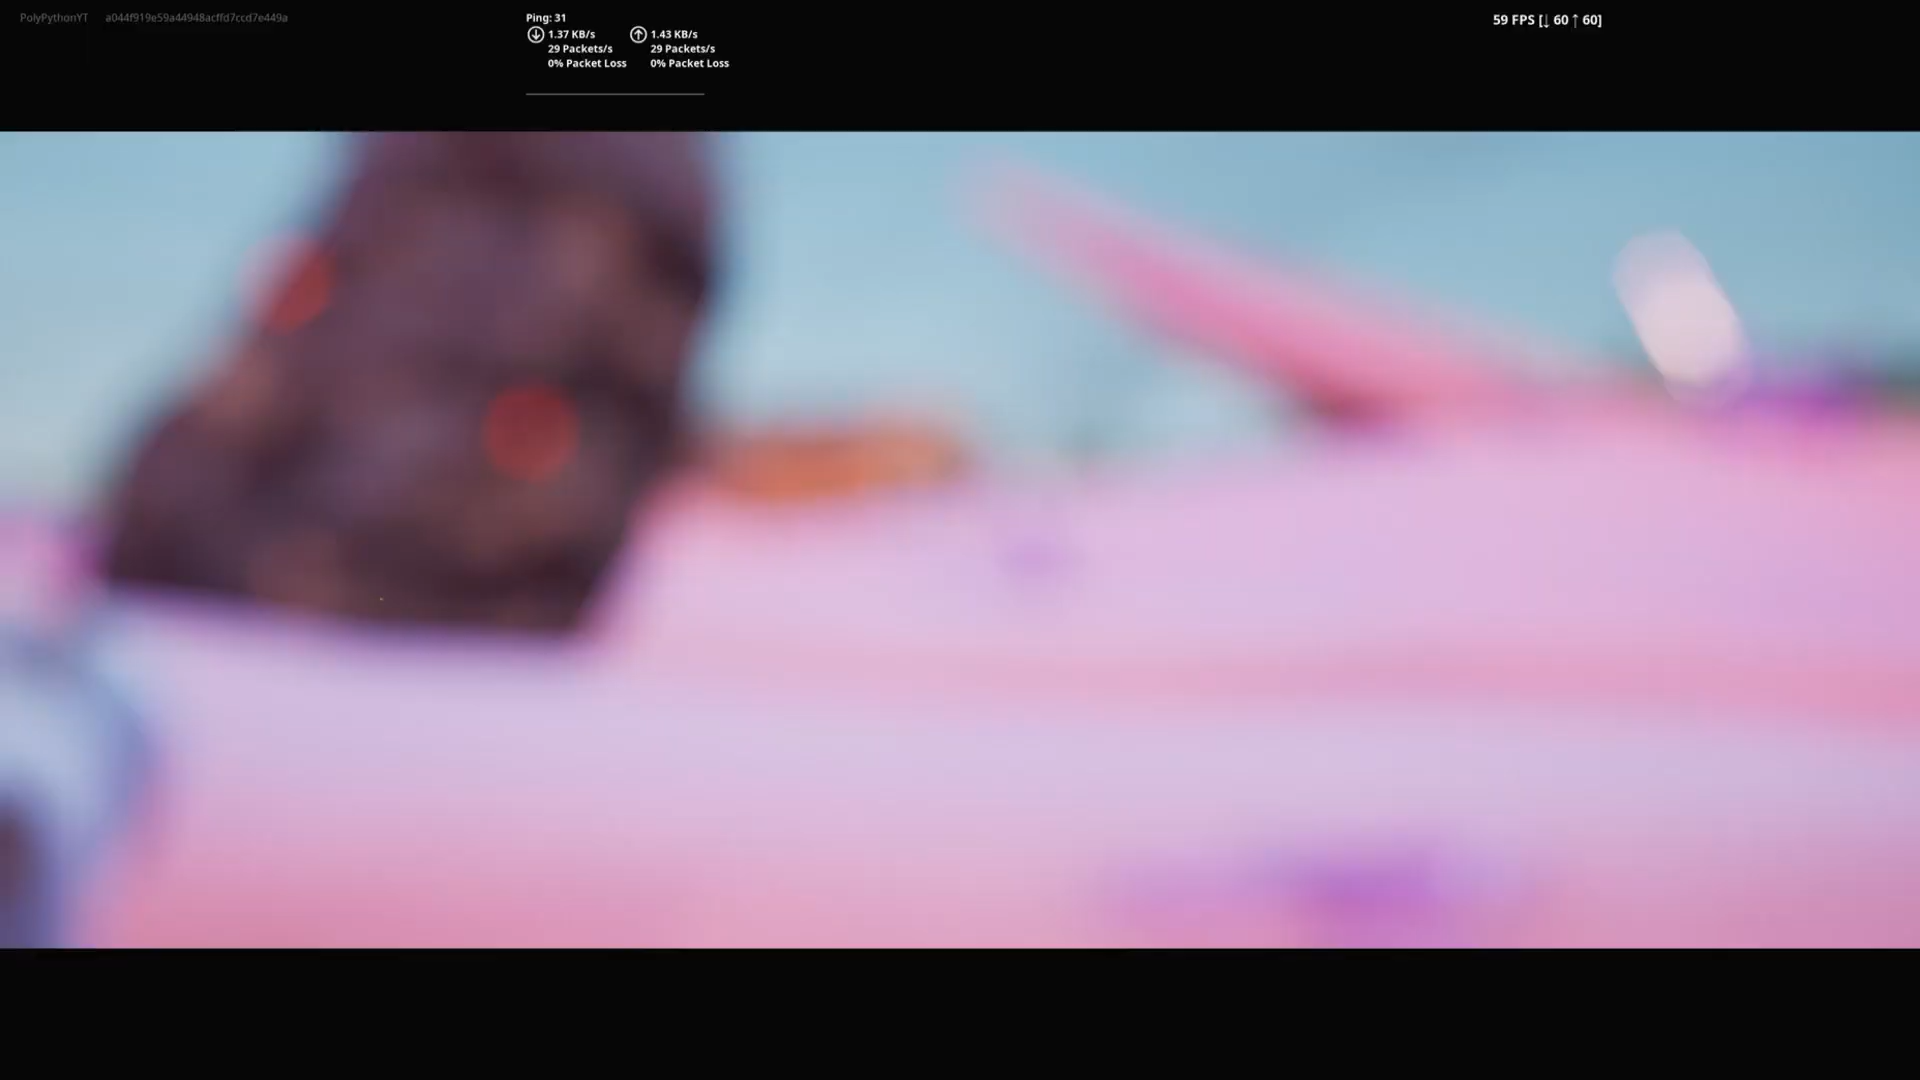 PolyPythonYT a044f919e59a44948acffd7ccd7e449a
Ping: 31
1.37 KB/s 1.43 KB/s
29 Packets/s 29 Packets/s
0% Packet Loss 0% Packet Loss
59 FPS [↓ 60 ↑ 60]